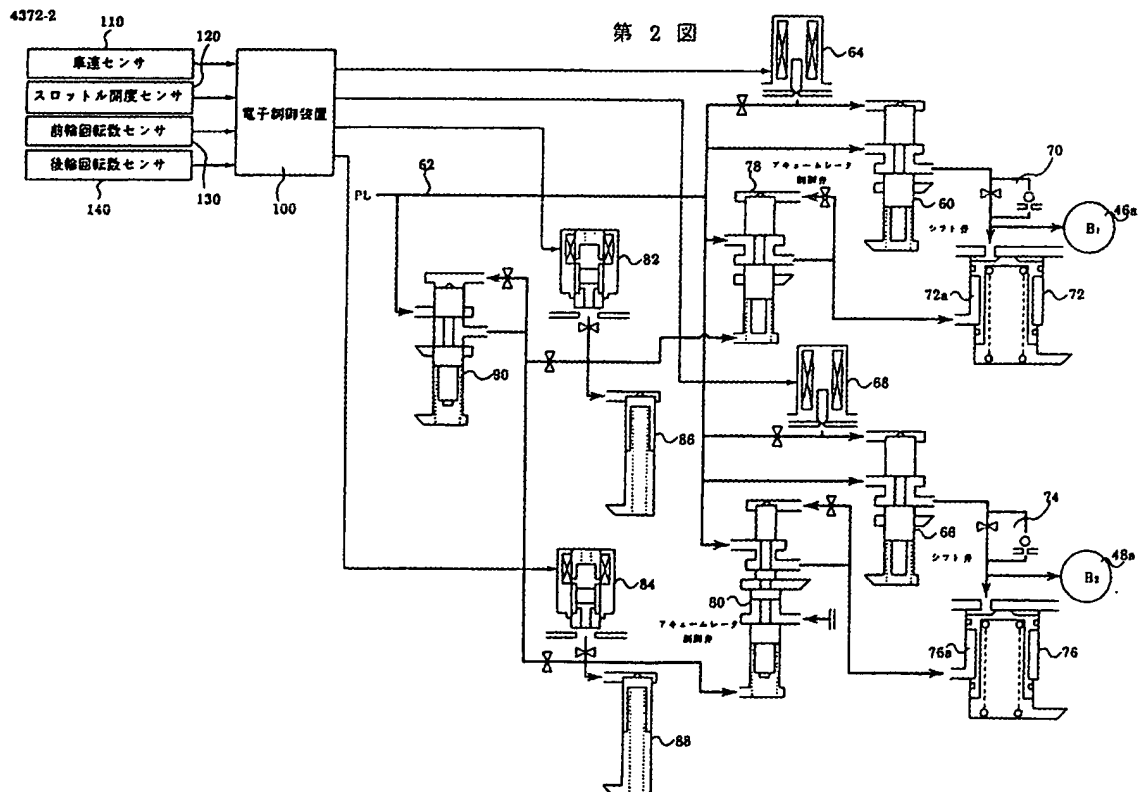 4372-2
第 2 図
110
車速センサ
120
スロットル開度センサ
前輪回転数センサ
130
後輪回転数センサ
140
電子制御装置
100
PL
62
64
70
60
シフト弁
46a
B₁
72a
72
アキュームレータ
制御弁
78
82
90
86
68
66
シフト弁
74
48a
B₂
76a
76
80
アキュームレータ
制御弁
84
88